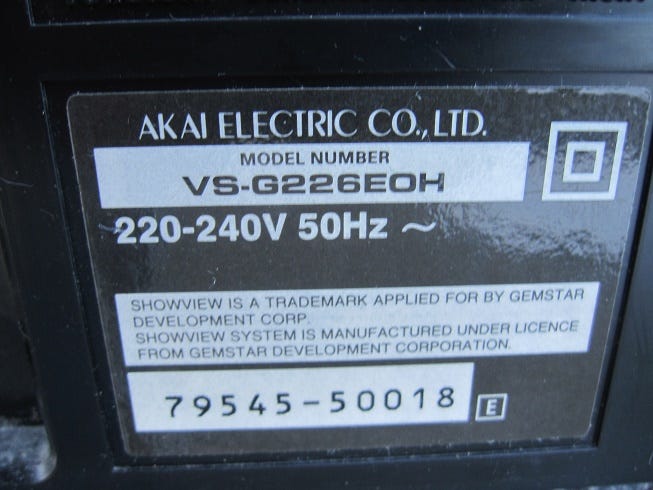 AKAI ELECTRIC CO.,LTD.
MODEL NUMBER
VS-G226EOH
220-240V 50Hz ~
SHOWVIEW IS A TRADEMARK APPLIED FOR BY GEMSTAR
DEVELOPMENT CORP.
SHOWVIEW SYSTEM IS MANUFACTURED UNDER LICENCE
FROM GEMSTAR DEVELOPMENT CORPORATION.
79545-50018 E